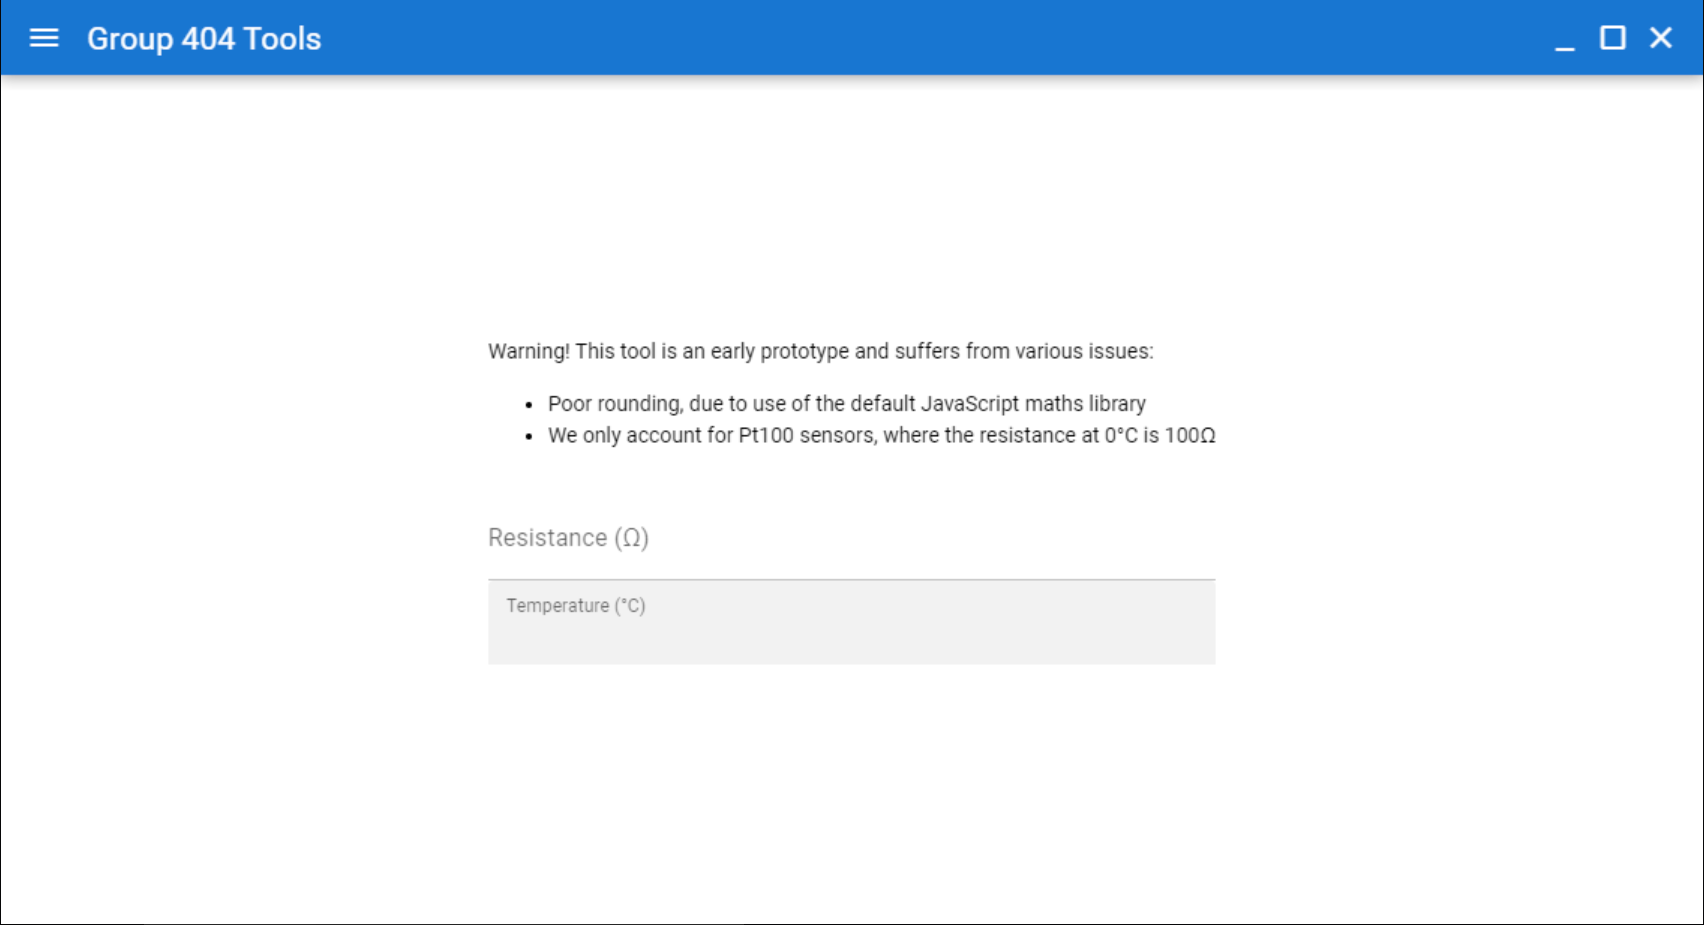 Group 404 Tools
Warning! This tool is an early prototype and suffers from various issues:
• Poor rounding, due to use of the default JavaScript maths library
• We only account for Pt100 sensors, where the resistance at 0°C is 100Ω
Resistance (Ω)
Temperature (°C)